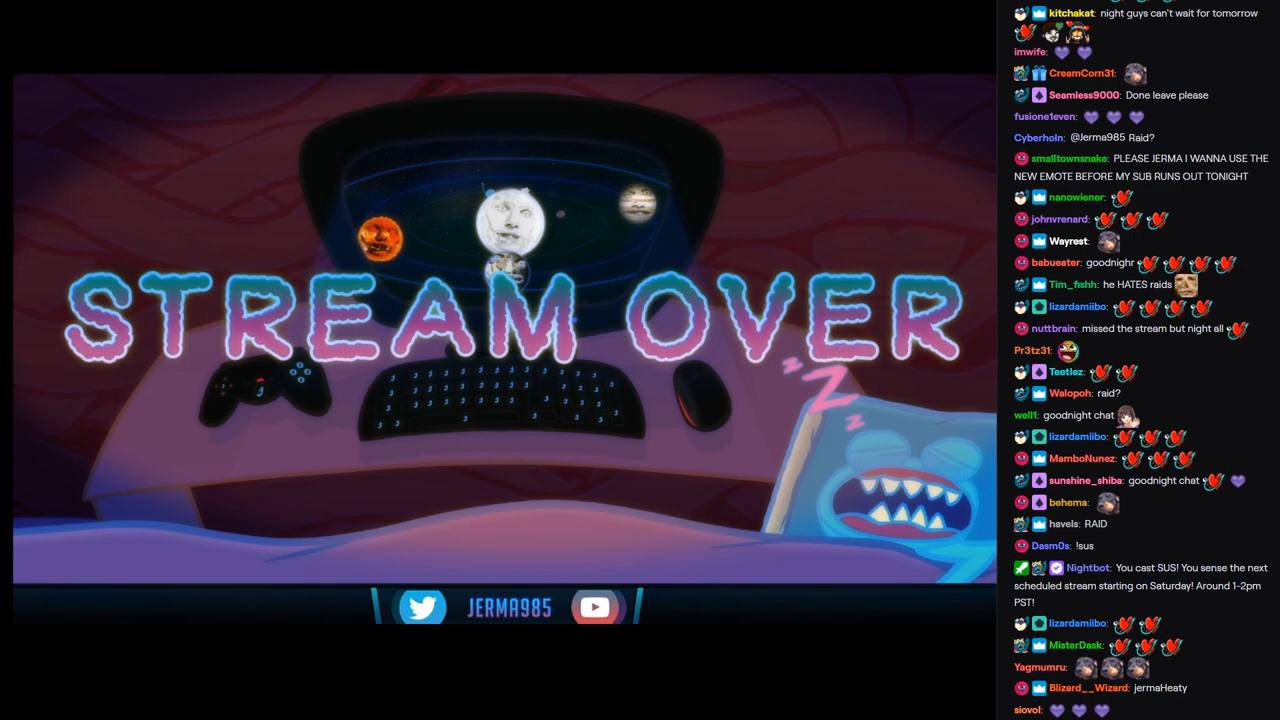 STREAM OVER
z
Z
z
JERMA985
kitchakat: night guys can't wait for tomorrow
imwife:
CreamCorn31:
Seamless9000: Done leave please
fusione1even:
Cyberholn: @Jerma985 Raid?
smalltownsnake: PLEASE JERMA I WANNA USE THE
NEW EMOTE BEFORE MY SUB RUNS OUT TONIGHT
nanowiener:
johnvrenard:
Wayrest:
babueater: goodnighr
Tim_fishh: he HATES raids
lizardamiibo:
nuttbrain: missed the stream but night all
Pr3tz31:
Teetlez:
Walopoh: raid?
well1: goodnight chat
lizardamiibo:
MamboNunez:
sunshine_shiba: goodnight chat
behema:
havels: RAID
Dasm0s: !sus
Nightbot: You cast SUS! You sense the next
scheduled stream starting on Saturday! Around 1-2pm
PST!
lizardamiibo:
MisterDask:
Yagmumru:
Blizard__Wizard: jermaHeaty
siovol: